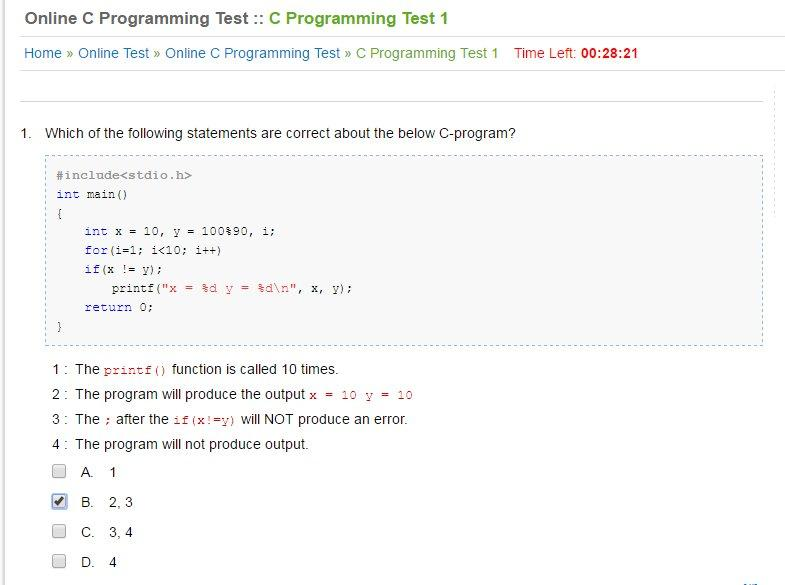 Online C Programming Test :: C Programming Test 1
Home » Online Test » Online C Programming Test » C Programming Test 1 Time Left: 00:28:21
1. Which of the following statements are correct about the below C-program?
#include<stdio.h>
int main()
{
int x = 10, y = 100%90, i;
for(i=1; i<10; i++)
if(x != y);
printf("x = %d y = %d\n", x, y);
return 0;
}
1 : The printf() function is called 10 times.
2 : The program will produce the output x = 10 y = 10
3 : The ; after the if(x!=y) will NOT produce an error.
4 : The program will not produce output.
A. 1
B. 2, 3
C. 3, 4
D. 4